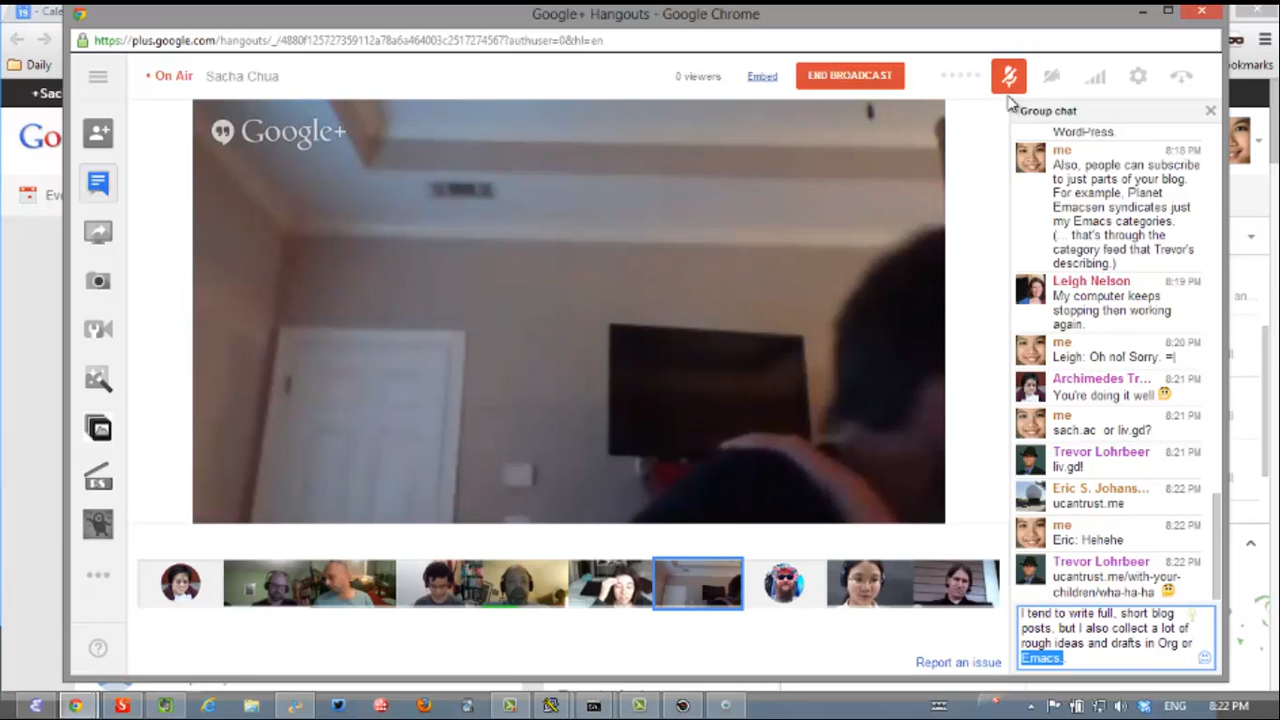 Google+ Hangouts - Google Chrome
https://plus.google.com/hangouts/_/4880f125727359112a78a6a464003c2517274567?authuser=0&hl=en
Daily
ookmarks
+Sac
Go
Eve
On Air Sacha Chua
0 viewers Embed END BROADCAST
Google+
Group chat
WordPress.
me 8:18 PM
Also, people can subscribe
to just parts of your blog.
For example, Planet
Emacsen syndicates just
my Emacs categories.
(... that's through the
category feed that Trevor's
describing.)
Leigh Nelson 8:19 PM
My computer keeps
stopping then working
again.
me 8:20 PM
Leigh: Oh no! Sorry. =|
Archimedes Tr... 8:21 PM
You're doing it well
me 8:21 PM
sach.ac or liv.gd?
Trevor Lohrbeer 8:21 PM
liv.gd!
Eric S. Johans... 8:22 PM
ucantrust.me
me 8:22 PM
Eric: Hehehe
Trevor Lohrbeer 8:22 PM
ucantrust.me/with-your-
children/wha-ha-ha
I tend to write full, short blog
posts, but I also collect a lot of
rough ideas and drafts in Org or
Emacs.
Report an issue
an...
ENG 8:22 PM